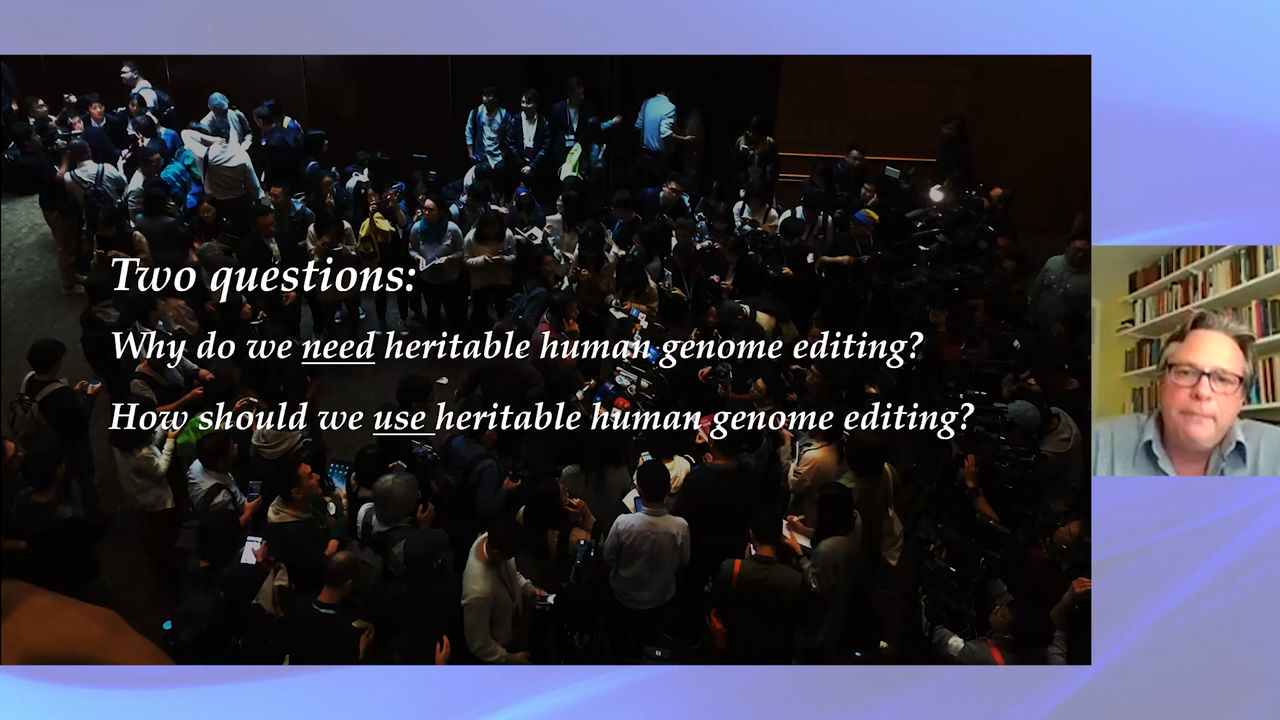 Two questions:
Why do we need heritable human genome editing?
How should we use heritable human genome editing?